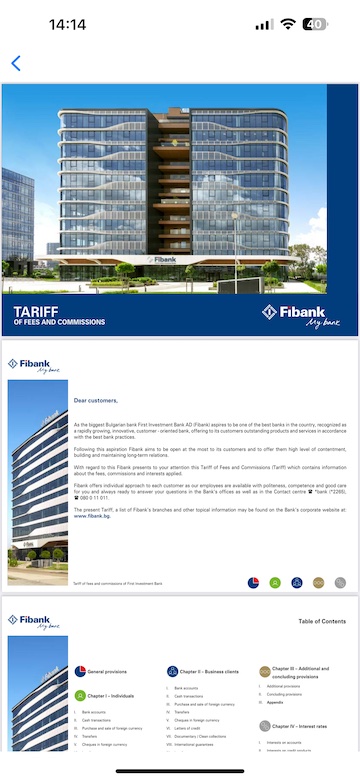 14:14
40
Fibank
TARIFF
OF FEES AND COMMISSIONS
Fibank
My bank
Fibank
My bank
Dear customers,
As the biggest Bulgarian bank First Investment Bank AD (Fibank) aspires to be one of the best banks in the country, recognized as
a rapidly growing, innovative, customer - oriented bank, offering to its customers outstanding products and services in accordance
with the best bank practices.
Following this aspiration Fibank aims to be open at the most to its customers and to offer them high level of contentment,
building and maintaining long-term relations.
With regard to this Fibank presents to your attention this Tariff of Fees and Commissions (Tariff) which contains information
about the fees, commissions and interests applied.
Fibank offers individual approach to each customer as our employees are available with politeness, competence and good care
for you and always ready to answer your questions in the Bank's offices as well as in the Contact centre ☎ *bank (*2265),
☎ 080 0 11 011.
The present Tariff, a list of Fibank's branches and other topical information may be found on the Bank's corporate website at:
www.fibank.bg.
Tariff of fees and commissions of First Investment Bank
Fibank
My bank
Table of Contents
General provisions
Chapter I – Individuals
I. Bank accounts
II. Cash transactions
III. Purchase and sale of foreign currency
IV. Transfers
V. Cheques in foreign currency
Chapter II - Business clients
I. Bank accounts
II. Cash transactions
III. Purchase and sale of foreign currency
IV. Transfers
V. Cheques in foreign currency
VI. Letters of credit
VII. Documentary / Clean collections
VIII. International guarantees
Chapter III – Additional and
concluding provisions
I. Additional provisions
II. Concluding provisions
III. Appendix
Chapter IV – Interest rates
I. Interests on accounts
II. Interests on credit products